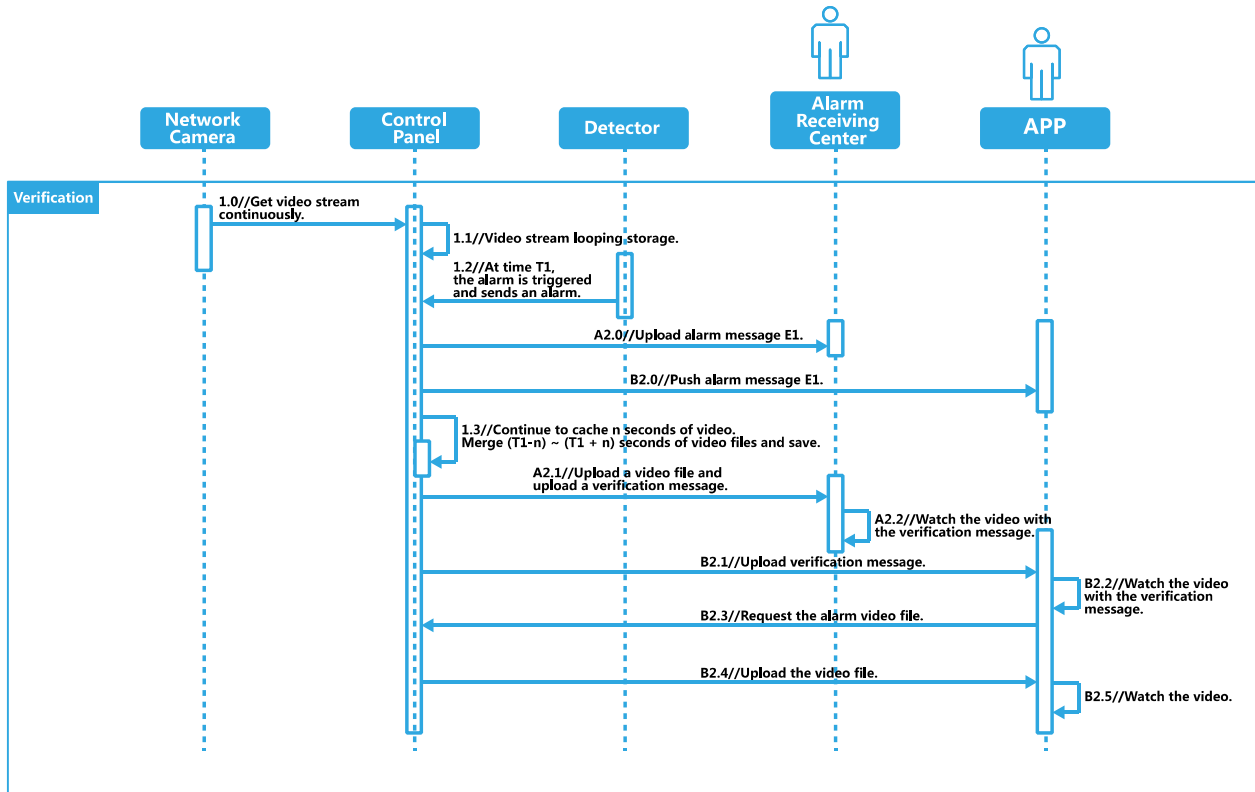 Network
Camera
Control
Panel
Detector
Alarm
Receiving
Center
APP
Verification
1.0//Get video stream
continuously.
1.1//Video stream looping storage.
1.2//At time T1,
the alarm is triggered
and sends an alarm.
A2.0//Upload alarm message E1.
B2.0//Push alarm message E1.
1.3//Continue to cache n seconds of video.
Merge (T1-n) ~ (T1 + n) seconds of video files and save.
A2.1//Upload a video file and
upload a verification message.
A2.2//Watch the video with
the verification message.
B2.1//Upload verification message.
B2.2//Watch the video
with the verification
message.
B2.3//Request the alarm video file.
B2.4//Upload the video file.
B2.5//Watch the video.